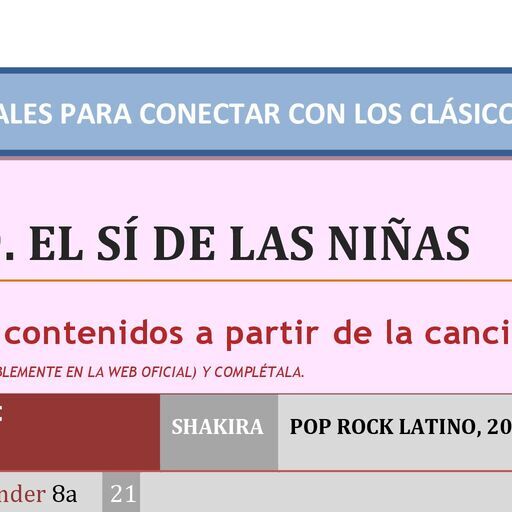 ALES PARA CONECTAR CON LOS CLÁSICO
. EL SÍ DE LAS NIÑAS
contenidos a partir de la canci
BLEMENTE EN LA WEB OFICIAL) Y COMPLÉTALA.
: SHAKIRA POP ROCK LATINO, 20
nder 8a 21